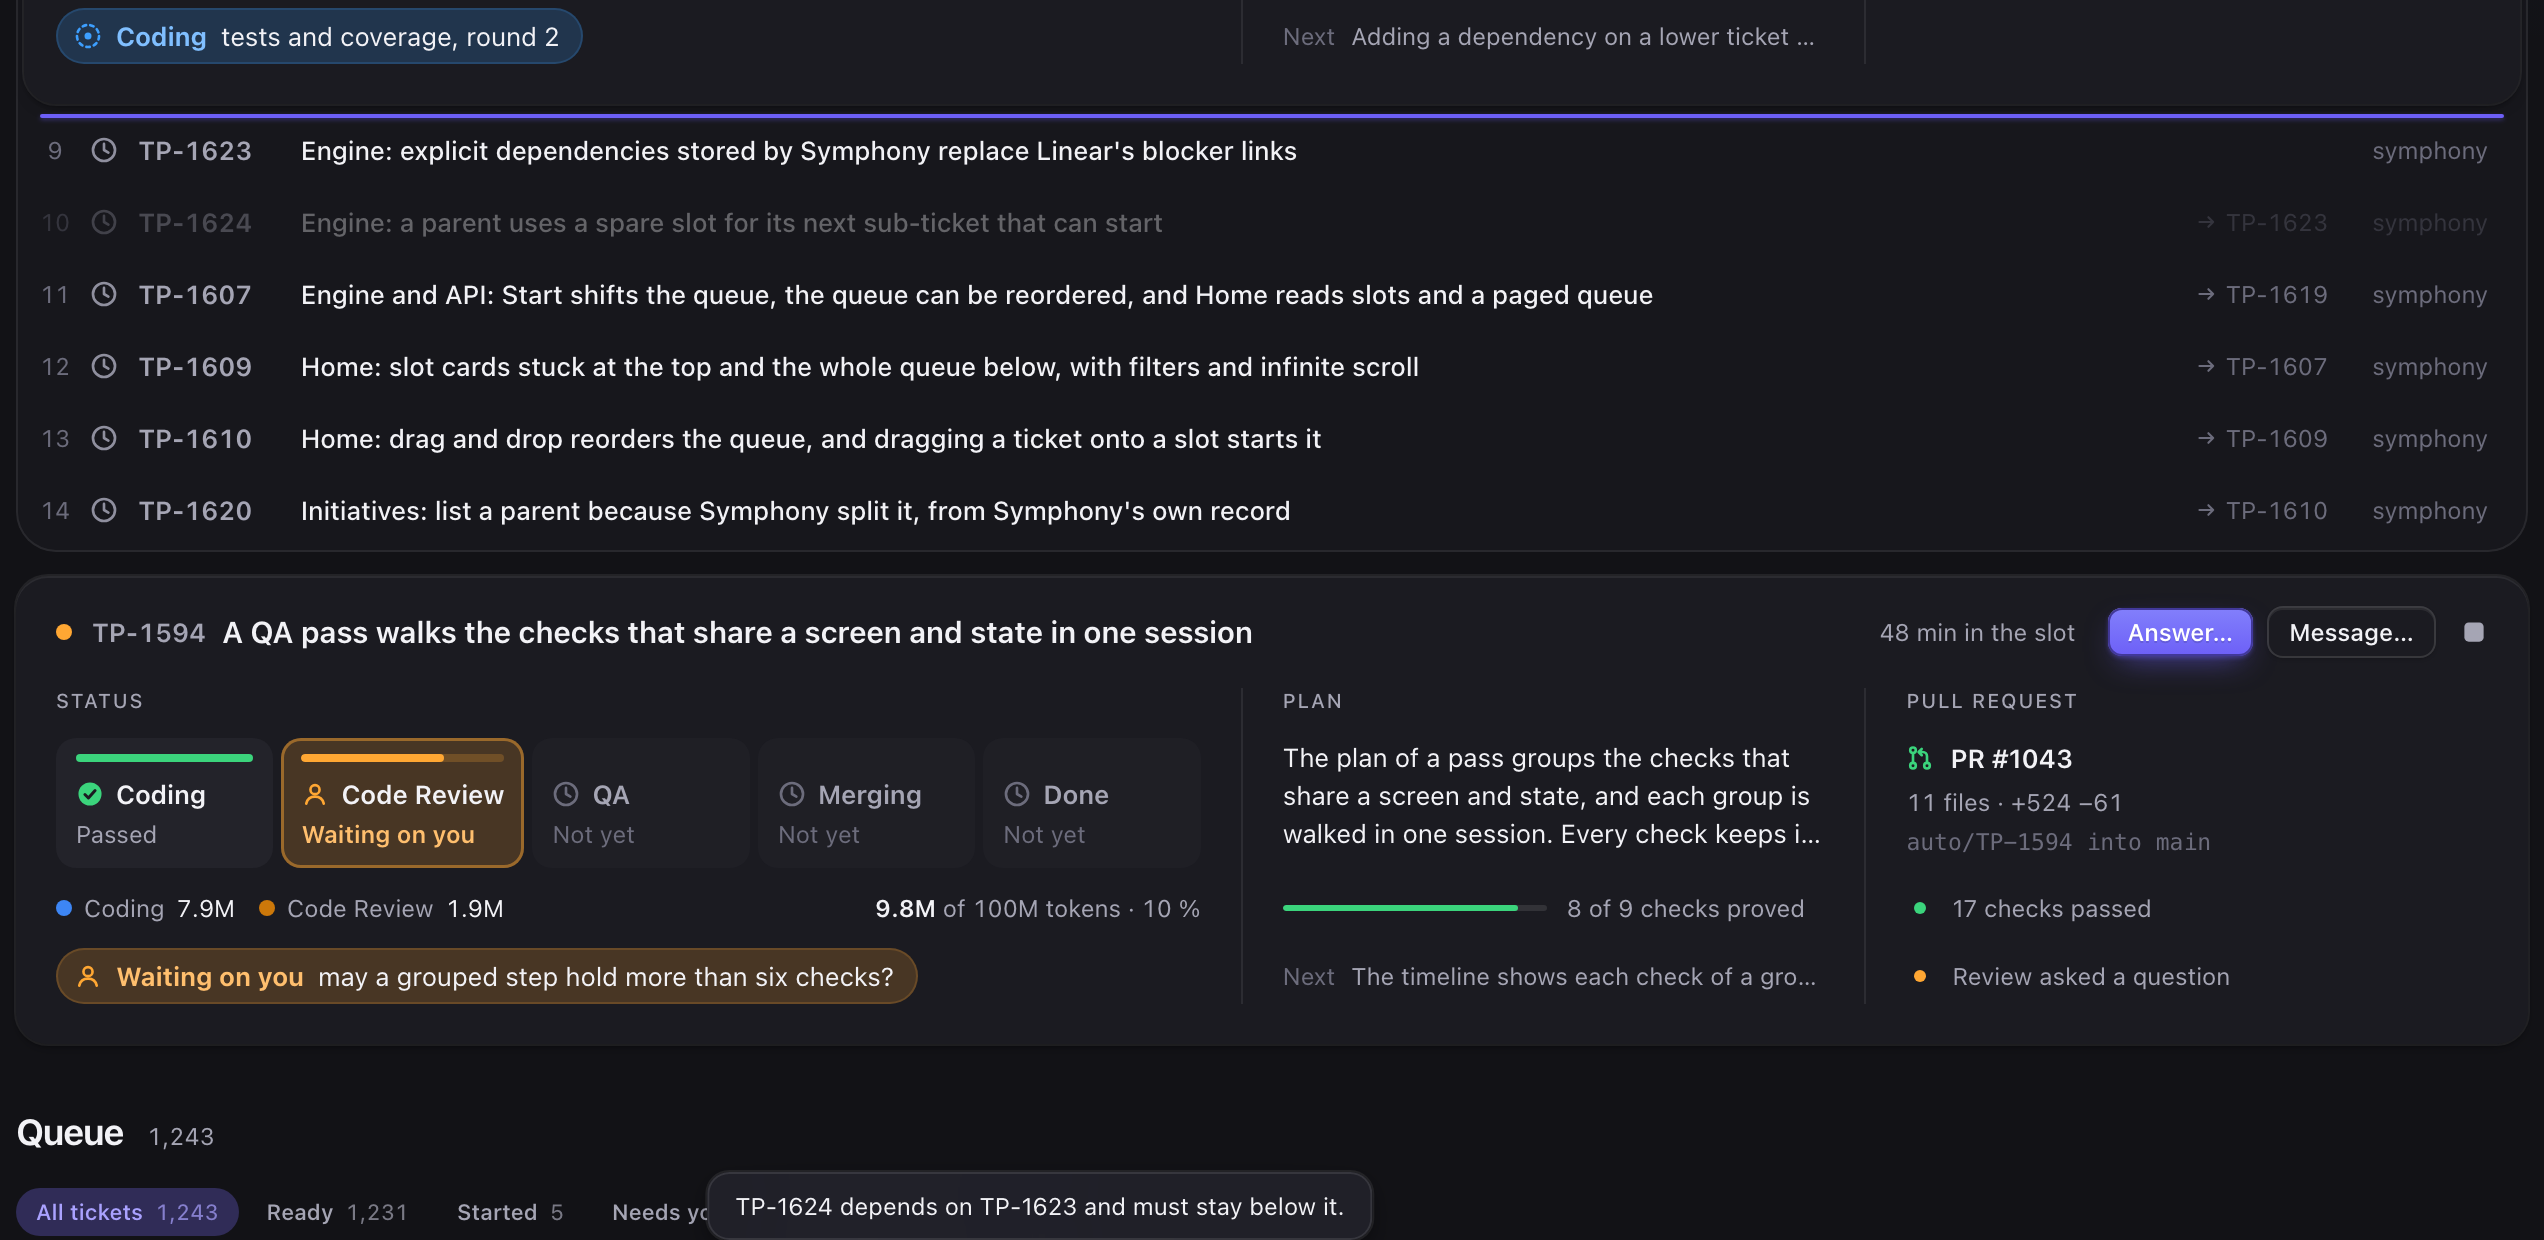 Coding tests and coverage, round 2
Next Adding a dependency on a lower ticket ...
9 TP-1623 Engine: explicit dependencies stored by Symphony replace Linear's blocker links symphony
10 TP-1624 Engine: a parent uses a spare slot for its next sub-ticket that can start → TP-1623 symphony
11 TP-1607 Engine and API: Start shifts the queue, the queue can be reordered, and Home reads slots and a paged queue → TP-1619 symphony
12 TP-1609 Home: slot cards stuck at the top and the whole queue below, with filters and infinite scroll → TP-1607 symphony
13 TP-1610 Home: drag and drop reorders the queue, and dragging a ticket onto a slot starts it → TP-1609 symphony
14 TP-1620 Initiatives: list a parent because Symphony split it, from Symphony's own record → TP-1610 symphony
TP-1594 A QA pass walks the checks that share a screen and state in one session
48 min in the slot Answer... Message...
STATUS
Coding
Passed
Code Review
Waiting on you
QA
Not yet
Merging
Not yet
Done
Not yet
Coding 7.9M Code Review 1.9M 9.8M of 100M tokens · 10 %
Waiting on you may a grouped step hold more than six checks?
PLAN
The plan of a pass groups the checks that
share a screen and state, and each group is
walked in one session. Every check keeps i...
8 of 9 checks proved
Next The timeline shows each check of a gro...
PULL REQUEST
PR #1043
11 files · +524 −61
auto/TP-1594 into main
17 checks passed
Review asked a question
Queue 1,243
All tickets 1,243 Ready 1,231 Started 5 Needs
TP-1624 depends on TP-1623 and must stay below it.